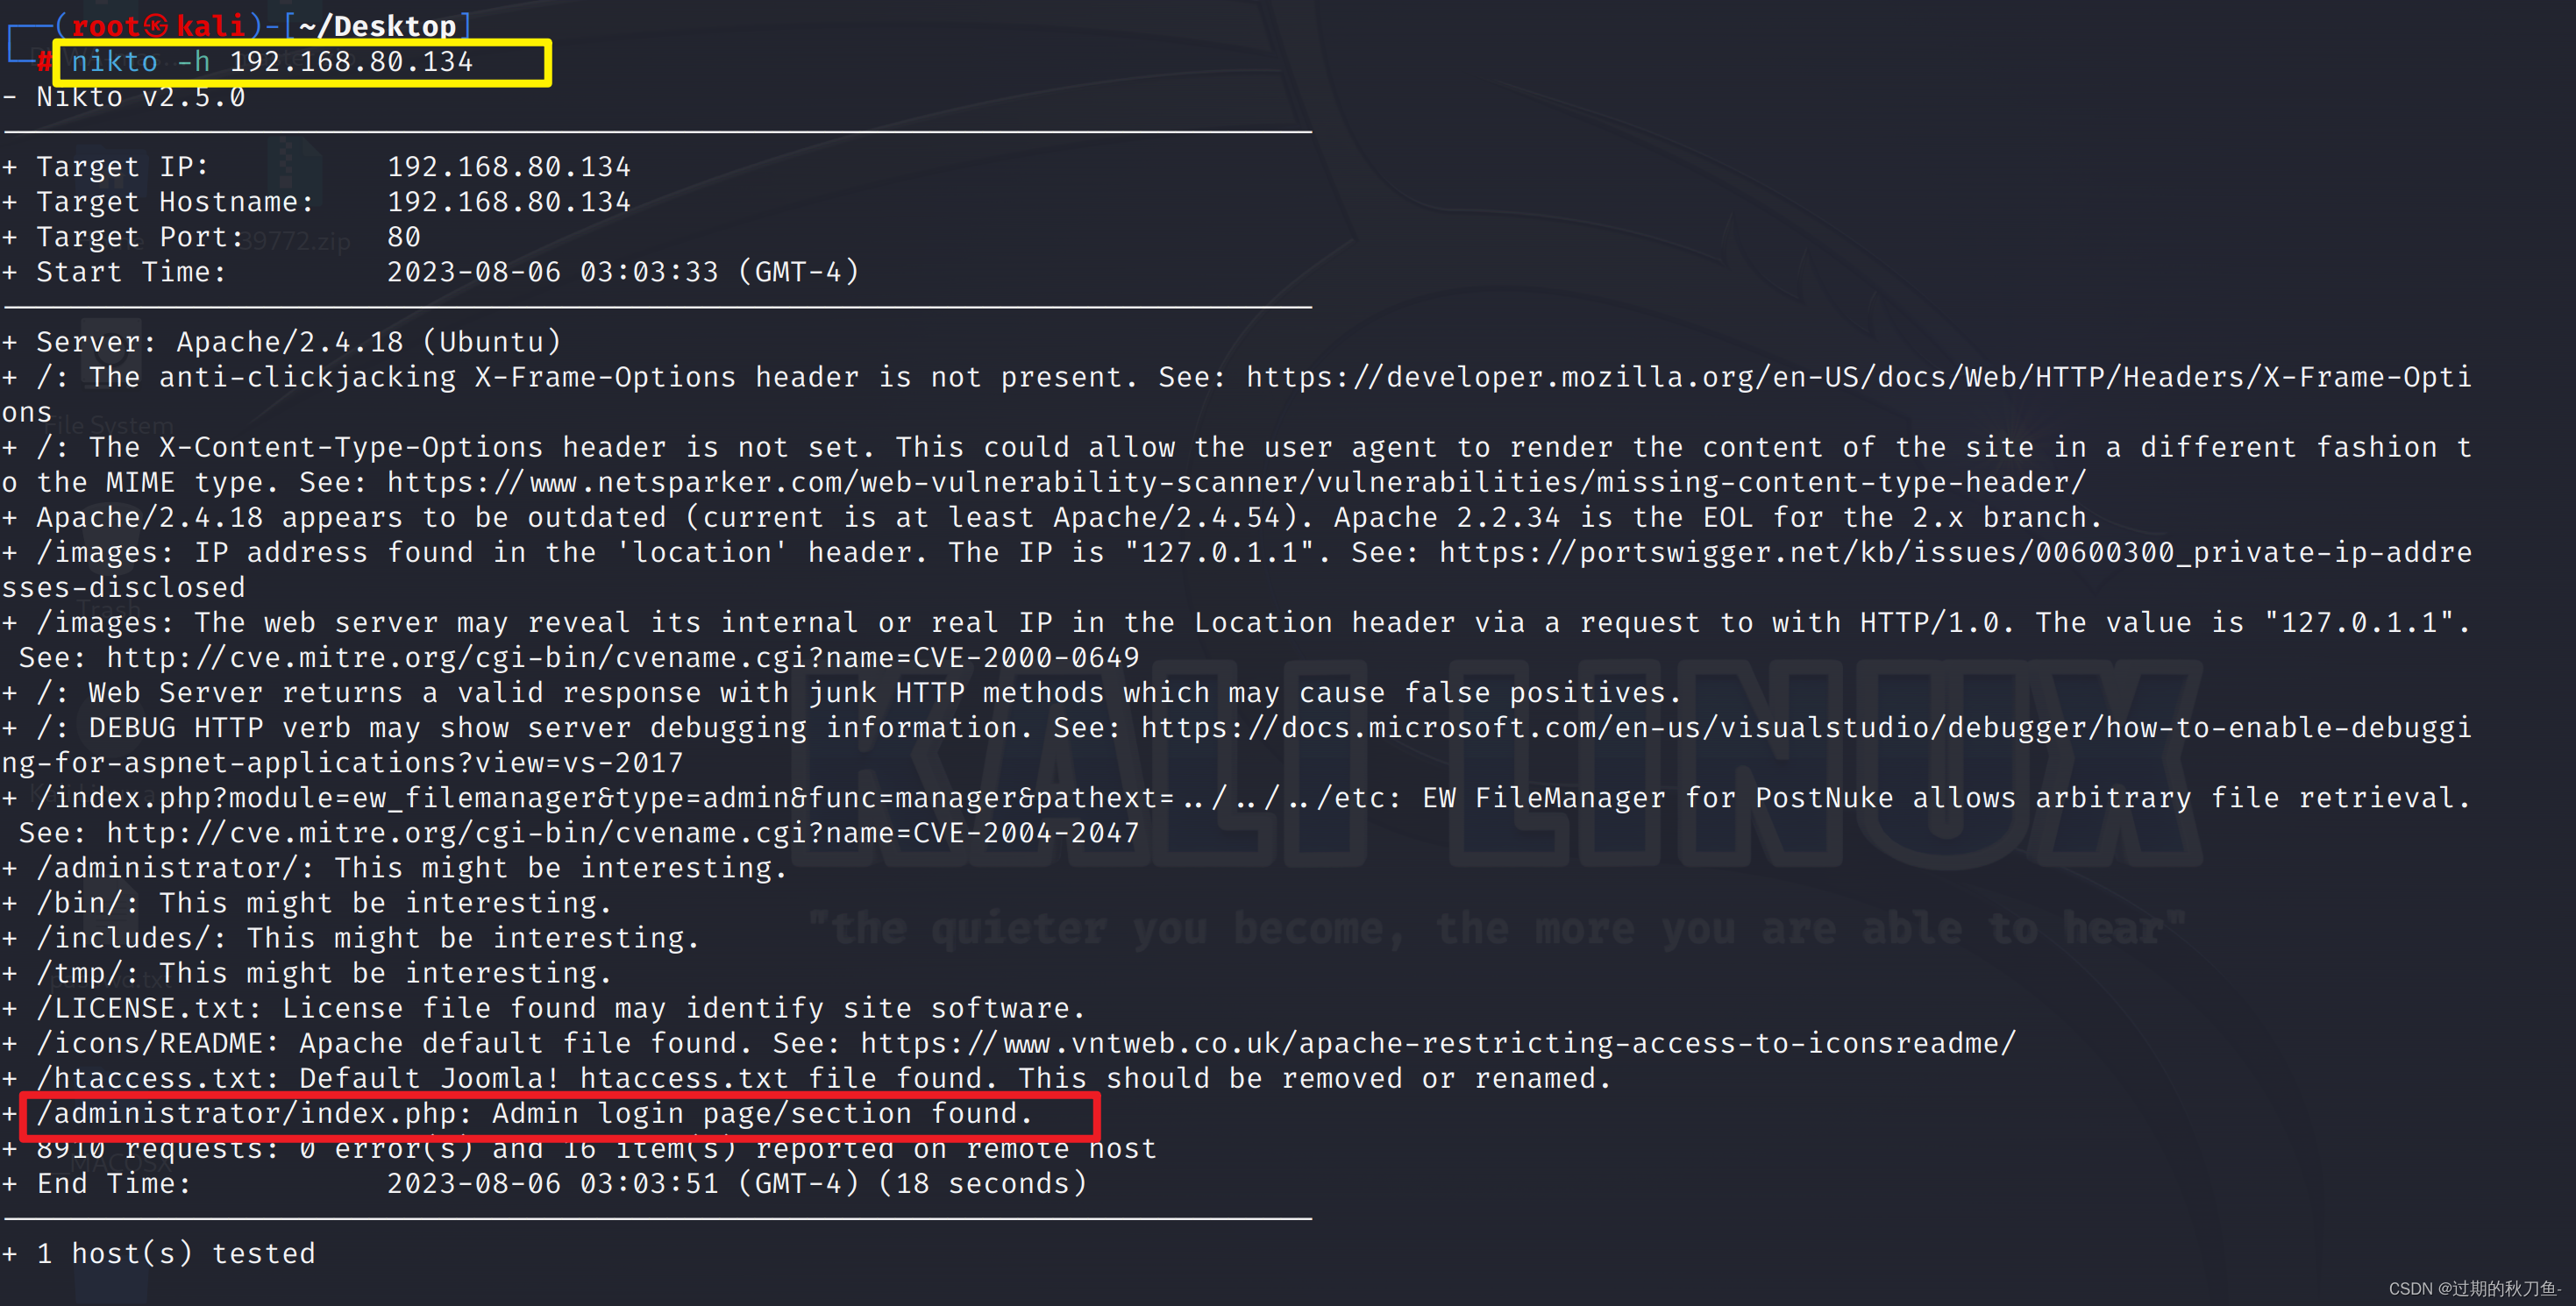 (root㉿kali)-[~/Desktop]
# nikto -h 192.168.80.134
- Nikto v2.5.0
+ Target IP: 192.168.80.134
+ Target Hostname: 192.168.80.134
+ Target Port: 80
39772.zip
+ Start Time: 2023-08-06 03:03:33 (GMT-4)
+ Server: Apache/2.4.18 (Ubuntu)
+ /: The anti-clickjacking X-Frame-Options header is not present. See: https://developer.mozilla.org/en-US/docs/Web/HTTP/Headers/X-Frame-Opti
ons
File System
+ /: The X-Content-Type-Options header is not set. This could allow the user agent to render the content of the site in a different fashion t
o the MIME type. See: https://www.netsparker.com/web-vulnerability-scanner/vulnerabilities/missing-content-type-header/
+ Apache/2.4.18 appears to be outdated (current is at least Apache/2.4.54). Apache 2.2.34 is the EOL for the 2.x branch.
+ /images: IP address found in the 'location' header. The IP is "127.0.1.1". See: https://portswigger.net/kb/issues/00600300_private-ip-addre
sses-disclosed
Trash
+ /images: The web server may reveal its internal or real IP in the Location header via a request to with HTTP/1.0. The value is "127.0.1.1".
See: http://cve.mitre.org/cgi-bin/cvename.cgi?name=CVE-2000-0649
+ /: Web Server returns a valid response with junk HTTP methods which may cause false positives.
+ /: DEBUG HTTP verb may show server debugging information. See: https://docs.microsoft.com/en-us/visualstudio/debugger/how-to-enable-debuggi
ng-for-aspnet-applications?view=vs-2017
KALI LINUX
+ /index.php?module=ew_filemanager&type=admin&func=manager&pathext=../../../etc: EW FileManager for PostNuke allows arbitrary file retrieval.
See: http://cve.mitre.org/cgi-bin/cvename.cgi?name=CVE-2004-2047
+ /administrator/: This might be interesting.
+ /bin/: This might be interesting.
"the quieter you become, the more you are able to hear"
+ /includes/: This might be interesting.
+ /tmp/: This might be interesting.
+ /LICENSE.txt: License file found may identify site software.
+ /icons/README: Apache default file found. See: https://www.vntweb.co.uk/apache-restricting-access-to-iconsreadme/
+ /htaccess.txt: Default Joomla! htaccess.txt file found. This should be removed or renamed.
+ /administrator/index.php: Admin login page/section found.
+ 8910 requests: 0 error(s) and 16 item(s) reported on remote host
__MACOSX
+ End Time: 2023-08-06 03:03:51 (GMT-4) (18 seconds)
+ 1 host(s) tested
CSDN @过期的秋刀鱼-